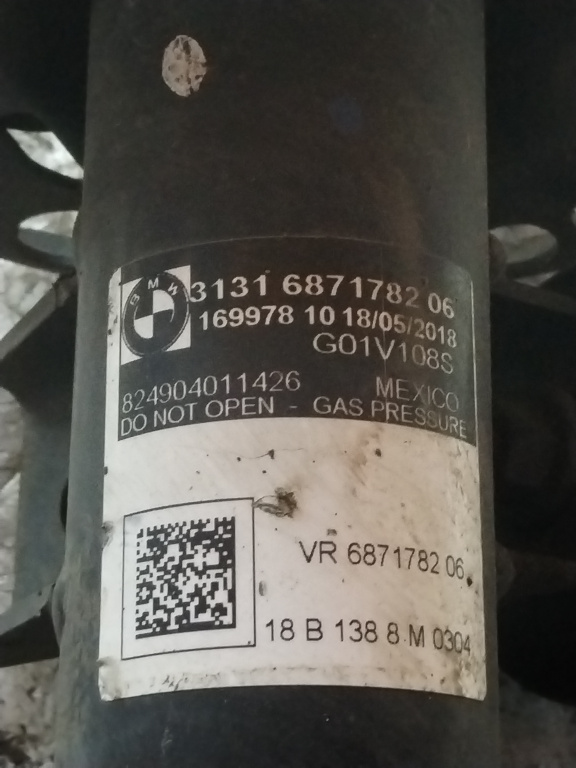 BMW
3131 6871782 06
169978 10 18/05/2018
G01V108S
824904011426 MEXICO
DO NOT OPEN - GAS PRESSURE
VR 6871782 06
18 B 138 8 M 0304